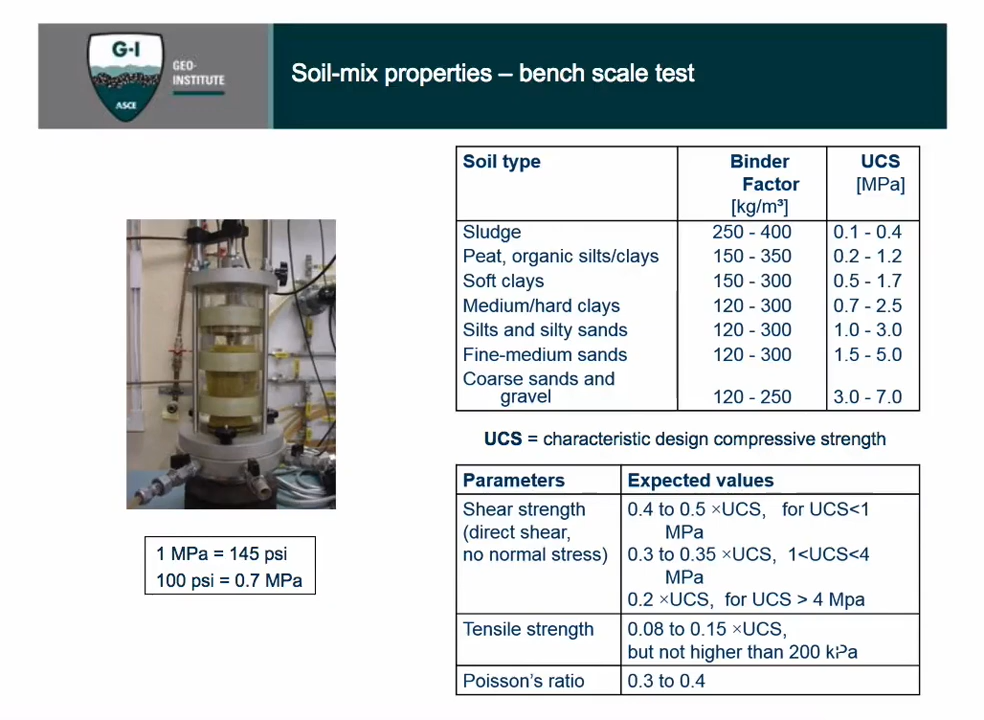 G-I
GEO-
INSTITUTE
ASCE
Soil-mix properties – bench scale test
Soil type Binder Factor [kg/m³] UCS [MPa]
Sludge 250 - 400 0.1 - 0.4
Peat, organic silts/clays 150 - 350 0.2 - 1.2
Soft clays 150 - 300 0.5 - 1.7
Medium/hard clays 120 - 300 0.7 - 2.5
Silts and silty sands 120 - 300 1.0 - 3.0
Fine-medium sands 120 - 300 1.5 - 5.0
Coarse sands and
gravel 120 - 250 3.0 - 7.0
UCS = characteristic design compressive strength
Parameters Expected values
Shear strength 0.4 to 0.5 ×UCS, for UCS<1
(direct shear, MPa
no normal stress) 0.3 to 0.35 ×UCS, 1<UCS<4
MPa
0.2 ×UCS, for UCS > 4 Mpa
Tensile strength 0.08 to 0.15 ×UCS,
but not higher than 200 kPa
Poisson's ratio 0.3 to 0.4
1 MPa = 145 psi
100 psi = 0.7 MPa